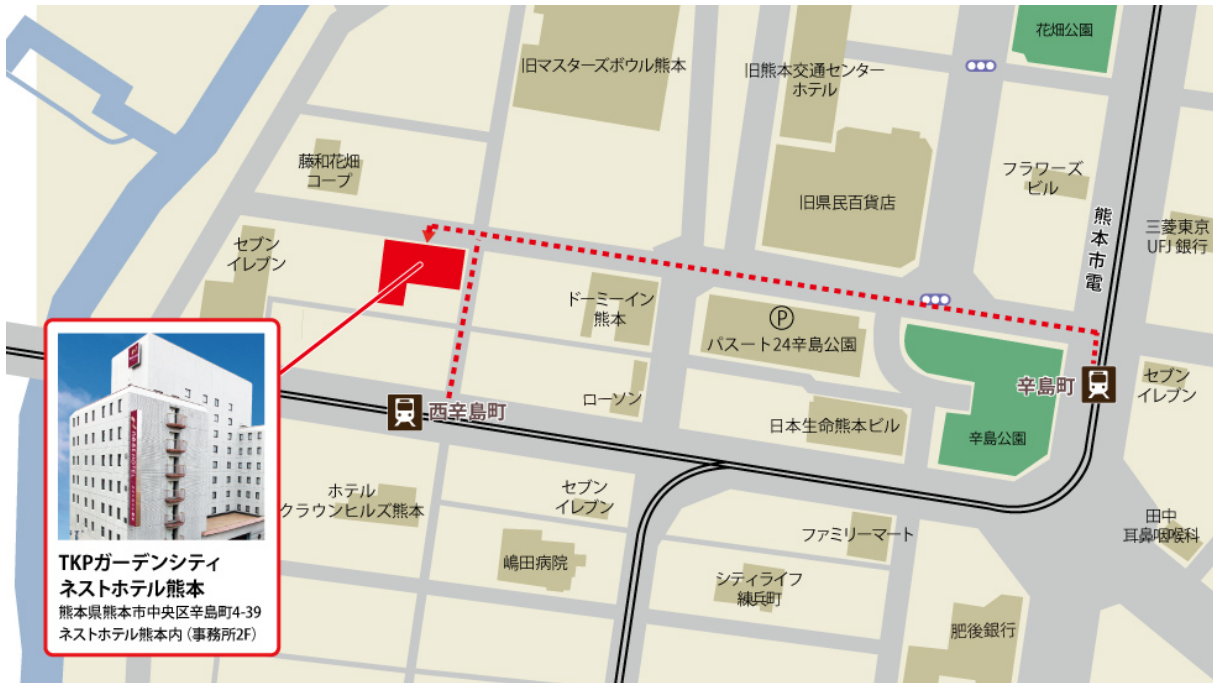 花畑公園
旧マスターズボウル熊本
旧熊本交通センター
ホテル
藤和花畑
コープ
フラワーズ
ビル
旧県民百貨店
熊本市電
三菱東京
UFJ 銀行
セブン
イレブン
ドーミーイン
熊本
P
パスート24辛島公園
辛島町
セブン
イレブン
ローソン
西辛島町
日本生命熊本ビル
辛島公園
ホテル
クラウンヒルズ熊本
セブン
イレブン
ファミリーマート
田中
耳鼻咽喉科
嶋田病院
シティライフ
練兵町
肥後銀行
TKPガーデンシティ
ネストホテル熊本
熊本県熊本市中央区辛島町4-39
ネストホテル熊本内（事務所2F）